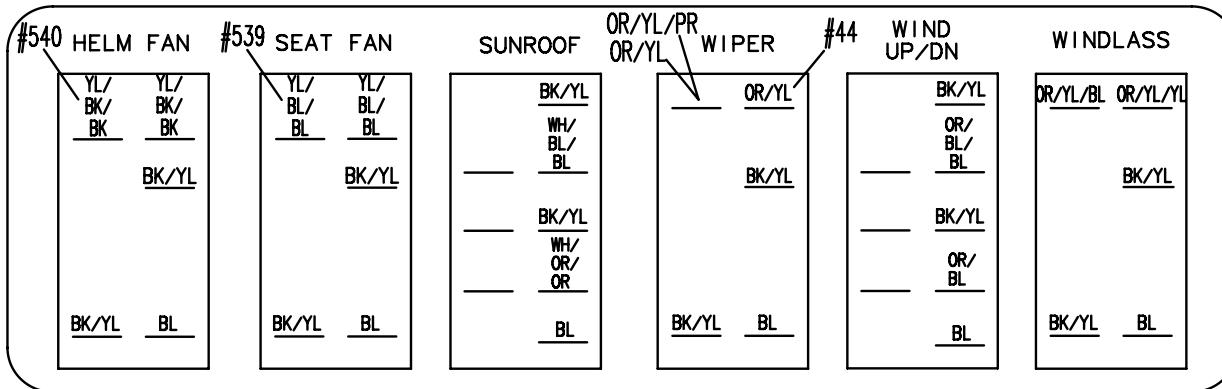 #540 HELM FAN
YL/ YL/
BK/ BK/
BK BK
BK/YL
BK/YL BL
#539 SEAT FAN
YL/ YL/
BL/ BL/
BL BL
BK/YL
BK/YL BL
SUNROOF
BK/YL
WH/
BL/
BL
BK/YL
WH/
OR/
OR
BL
OR/YL/PR
OR/YL
WIPER
#44
OR/YL
BK/YL
BK/YL BL
WIND
UP/DN
BK/YL
OR/
BL/
BL
BK/YL
OR/
BL
BL
WINDLASS
OR/YL/BL OR/YL/YL
BK/YL
BK/YL BL